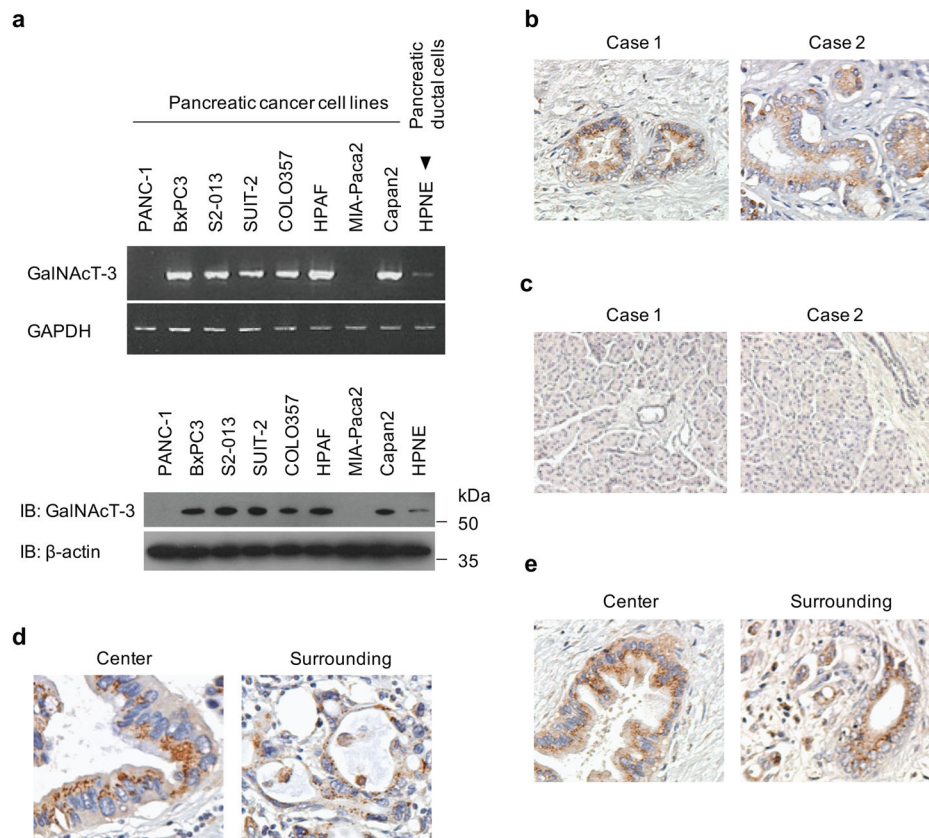 a
Pancreatic cancer cell lines
Pancreatic
ductal cells
PANC-1
BxPC3
S2-013
SUIT-2
COLO357
HPAF
MIA-Paca2
Capan2
HPNE
GalNAcT-3
GAPDH
PANC-1
BxPC3
S2-013
SUIT-2
COLO357
HPAF
MIA-Paca2
Capan2
HPNE
kDa
IB: GalNAcT-3
50
IB: β-actin
35
b
Case 1
Case 2
c
Case 1
Case 2
d
Center
Surrounding
e
Center
Surrounding